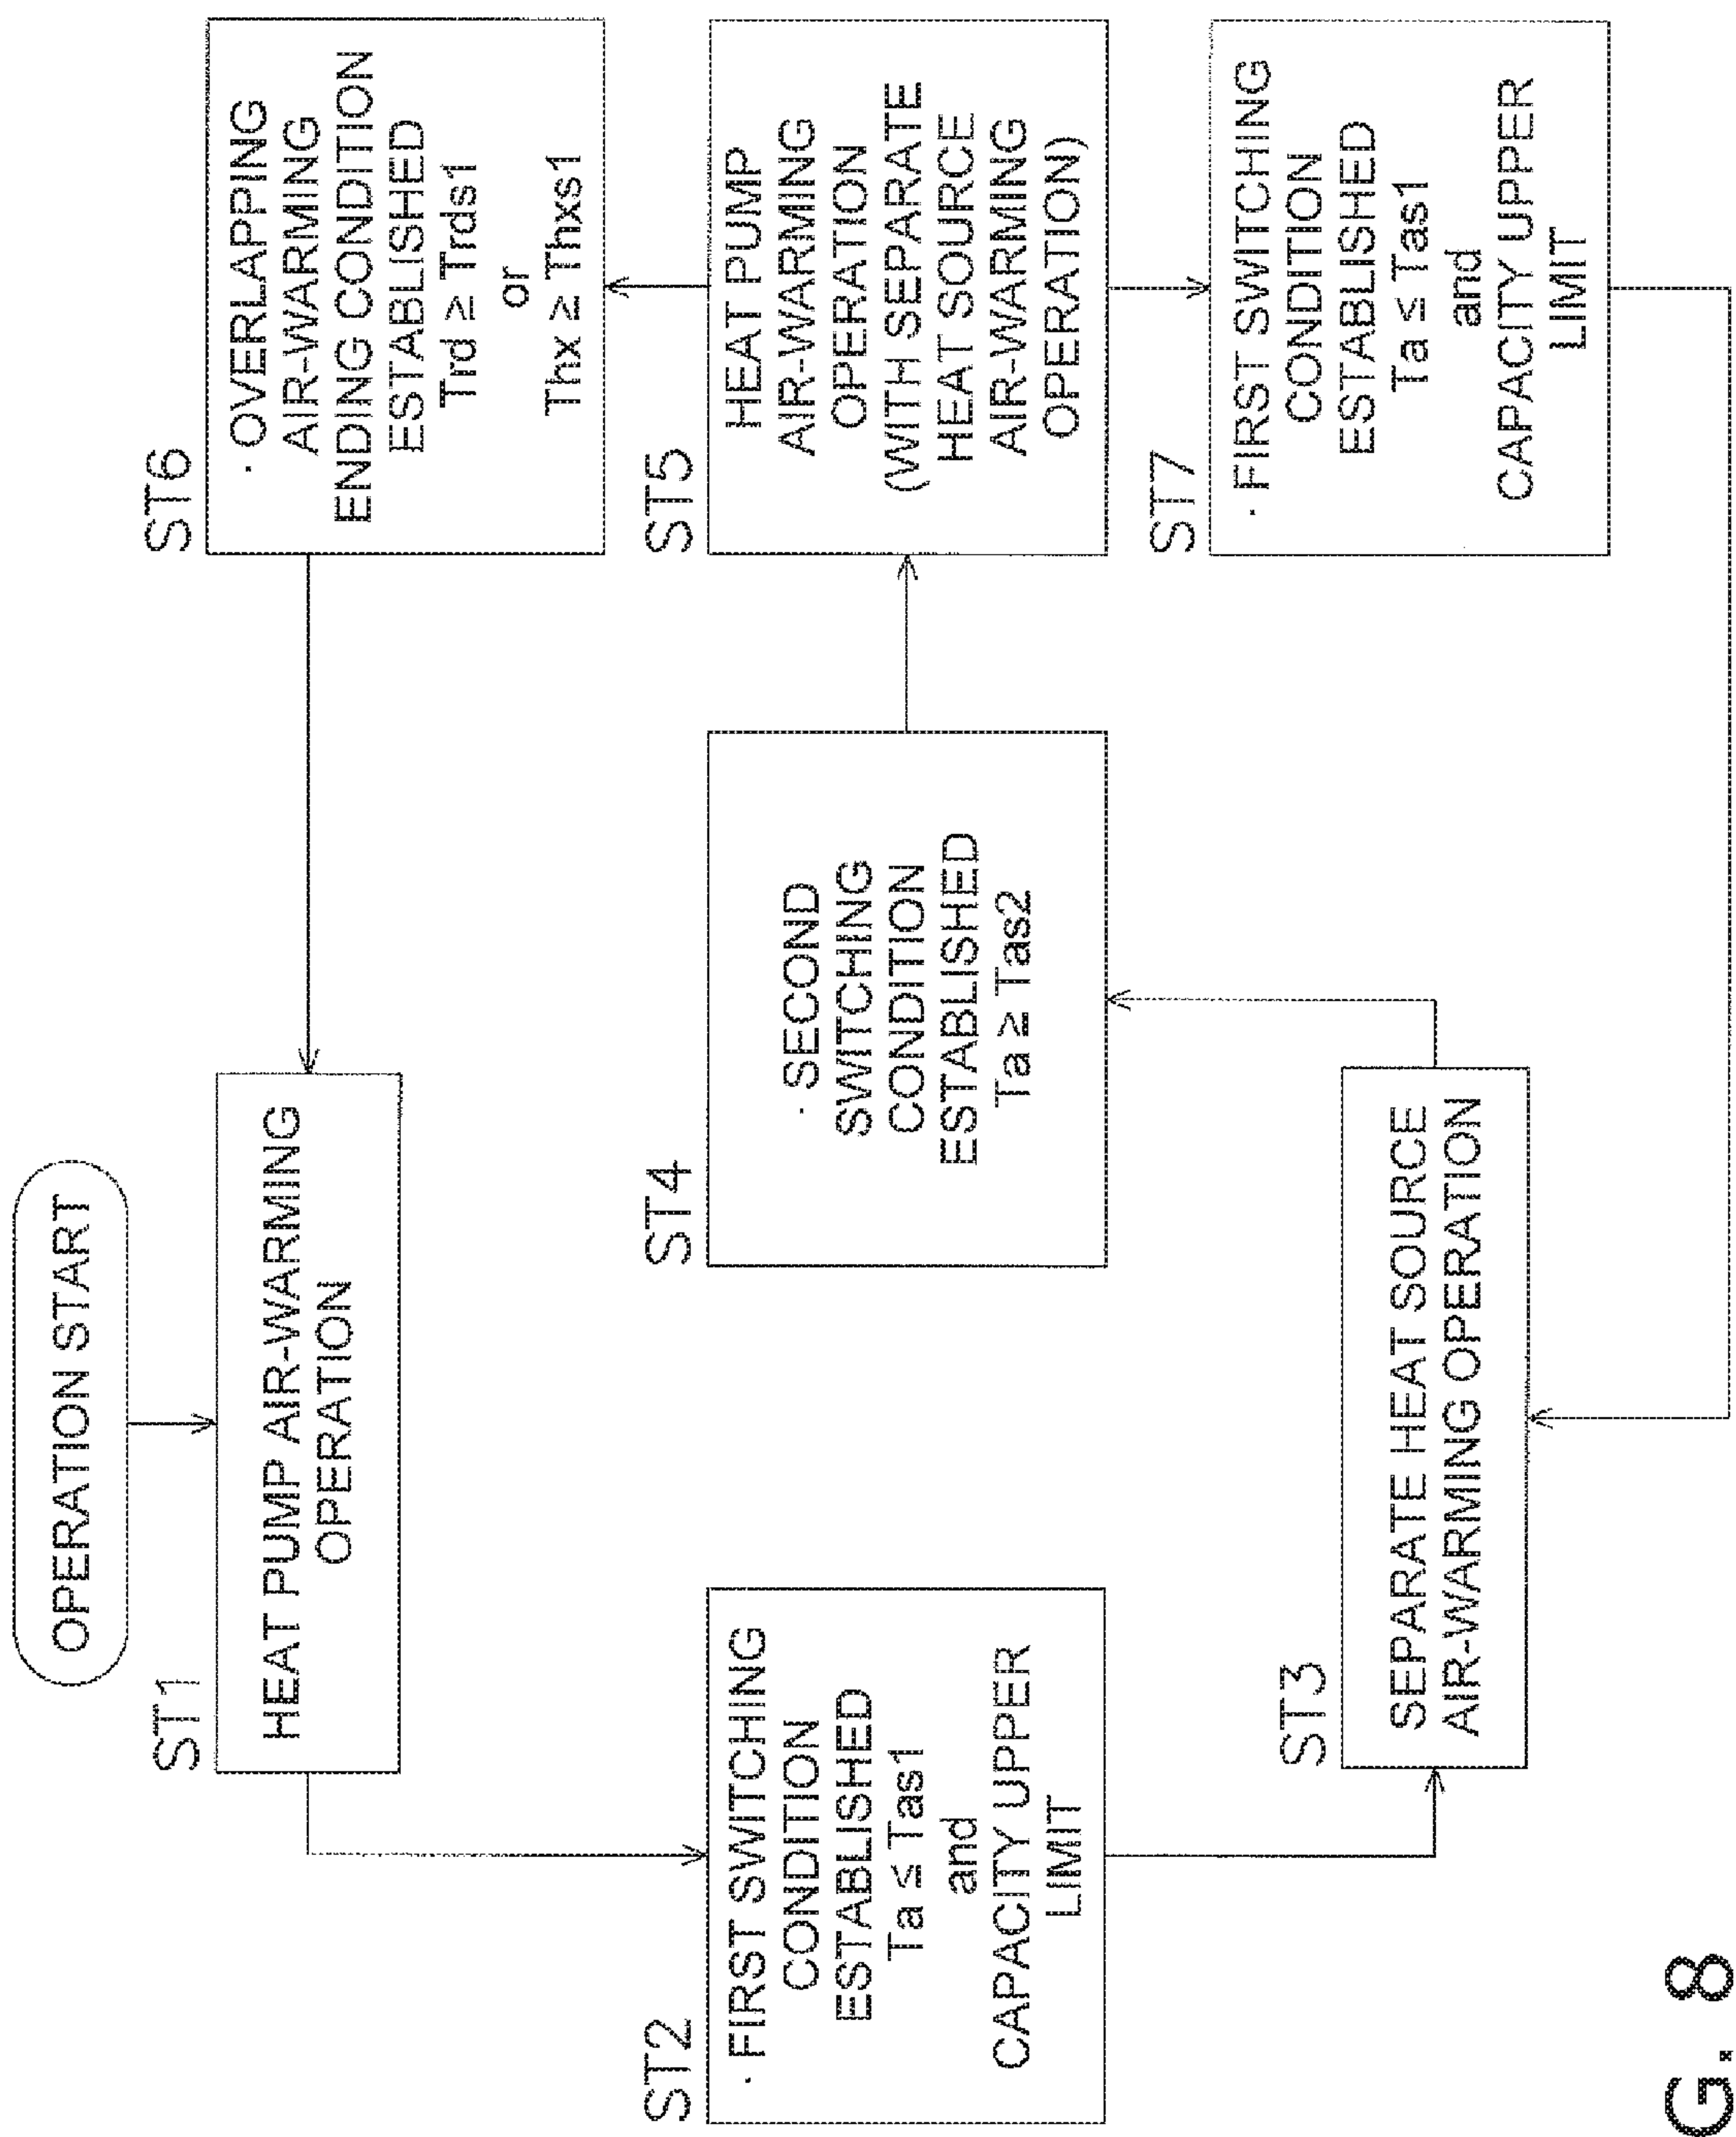 OPERATION START
ST1
HEAT PUMP AIR-WARMING
OPERATION
ST2
· FIRST SWITCHING
CONDITION
ESTABLISHED
Ta ≤ Tas1
and
CAPACITY UPPER
LIMIT
ST3
SEPARATE HEAT SOURCE
AIR-WARMING OPERATION
ST4
· SECOND
SWITCHING
CONDITION
ESTABLISHED
Ta ≥ Tas2
ST5
HEAT PUMP
AIR-WARMING
OPERATION
(WITH SEPARATE
HEAT SOURCE
AIR-WARMING
OPERATION)
ST6
· OVERLAPPING
AIR-WARMING
ENDING CONDITION
ESTABLISHED
Trd ≥ Trds1
or
Thx ≥ Thxs1
ST7
· FIRST SWITCHING
CONDITION
ESTABLISHED
Ta ≤ Tas1
and
CAPACITY UPPER
LIMIT
G. 8